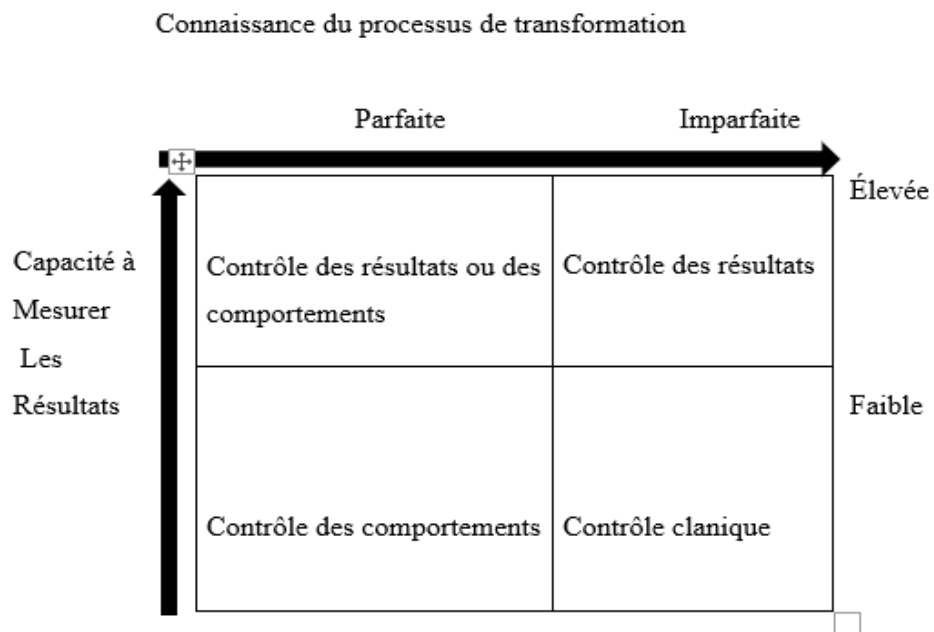 Connaissance du processus de transformation
Parfaite
Imparfaite
Élevée
Capacité à
Mesurer
Les
Résultats
Contrôle des résultats ou des
comportements
Contrôle des résultats
Faible
Contrôle des comportements
Contrôle clanique